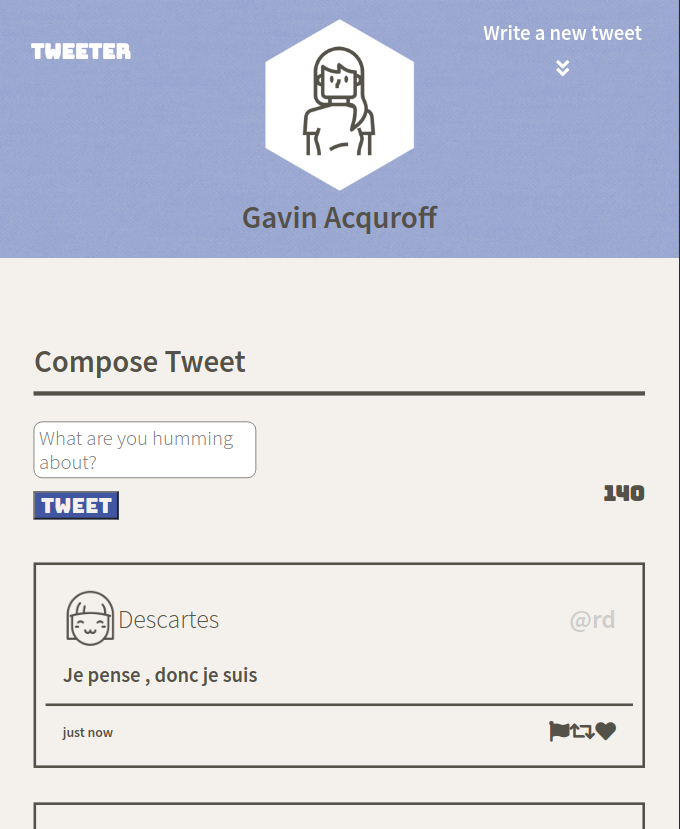 TWEETER
Write a new tweet
Gavin Acquroff
Compose Tweet
What are you humming
about?
TWEET
140
Descartes
@rd
Je pense , donc je suis
just now